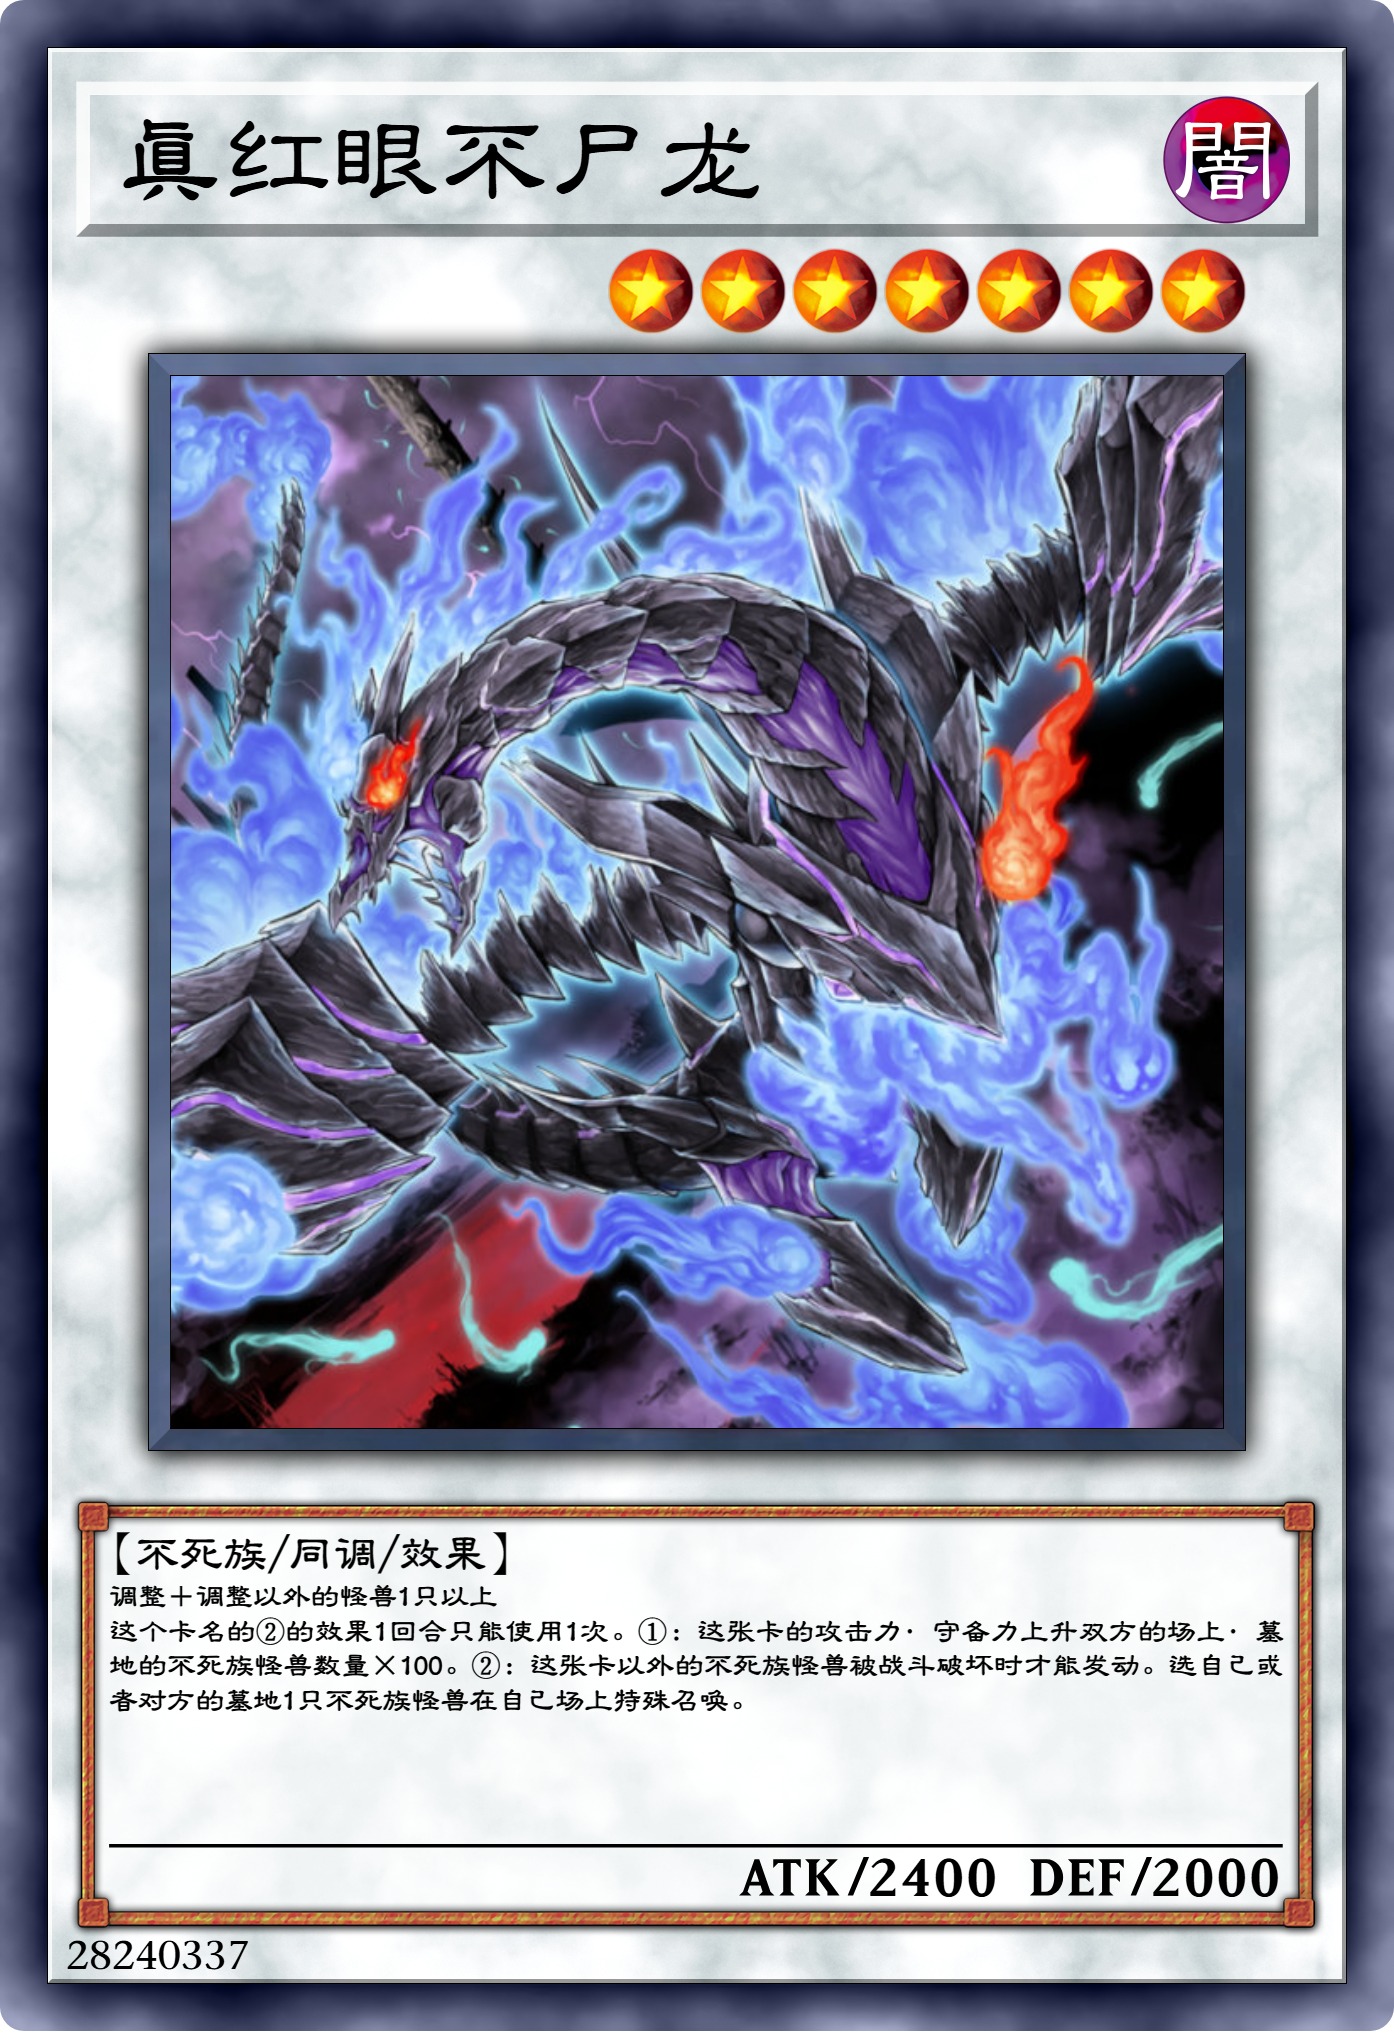 真红眼不尸龙
闇
【不死族/同调/效果】
调整＋调整以外的怪兽1只以上
这个卡名的②的效果1回合只能使用1次。①：这张卡的攻击力·守备力上升双方的场上·墓
地的不死族怪兽数量×100。②：这张卡以外的不死族怪兽被战斗破坏时才能发动。选自己或
者对方的墓地1只不死族怪兽在自己场上特殊召唤。
ATK/2400 DEF/2000
28240337